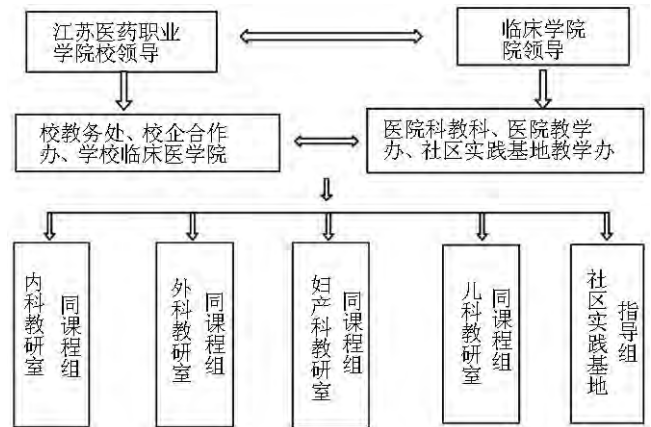 江苏医药职业
学院校领导
临床学院
院领导
校教务处、校企合作
办、学校临床医学院
医院科教科、医院教学
办、社区实践基地教学办
内科教研室
同课程组
外科教研室
同课程组
妇产科教研室
同课程组
儿科教研室
同课程组
社区实践基地
指导组